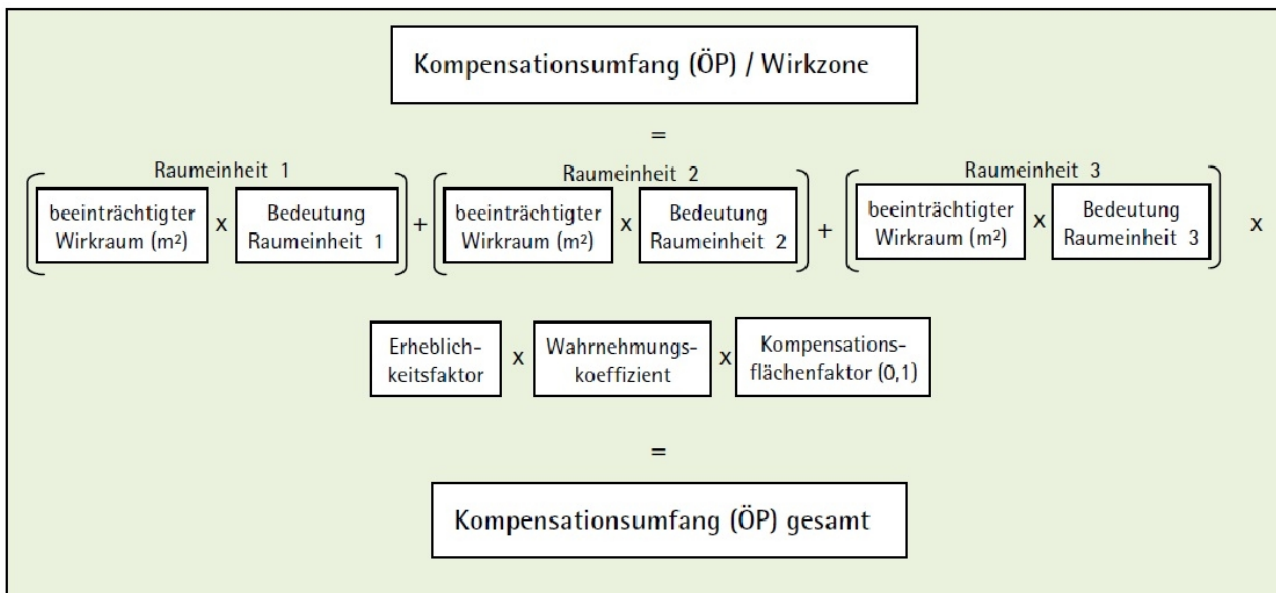 Kompensationsumfang (ÖP) / Wirkzone
=
Raumeinheit 1 Raumeinheit 2 Raumeinheit 3
beeinträchtigter Bedeutung beeinträchtigter Bedeutung beeinträchtigter Bedeutung
( x ) + ( x ) + ( x ) x
Wirkraum (m²) Raumeinheit 1 Wirkraum (m²) Raumeinheit 2 Wirkraum (m²) Raumeinheit 3
Erheblich- Wahrnehmungs- Kompensations-
x x
keitsfaktor koeffizient flächenfaktor (0,1)
=
Kompensationsumfang (ÖP) gesamt